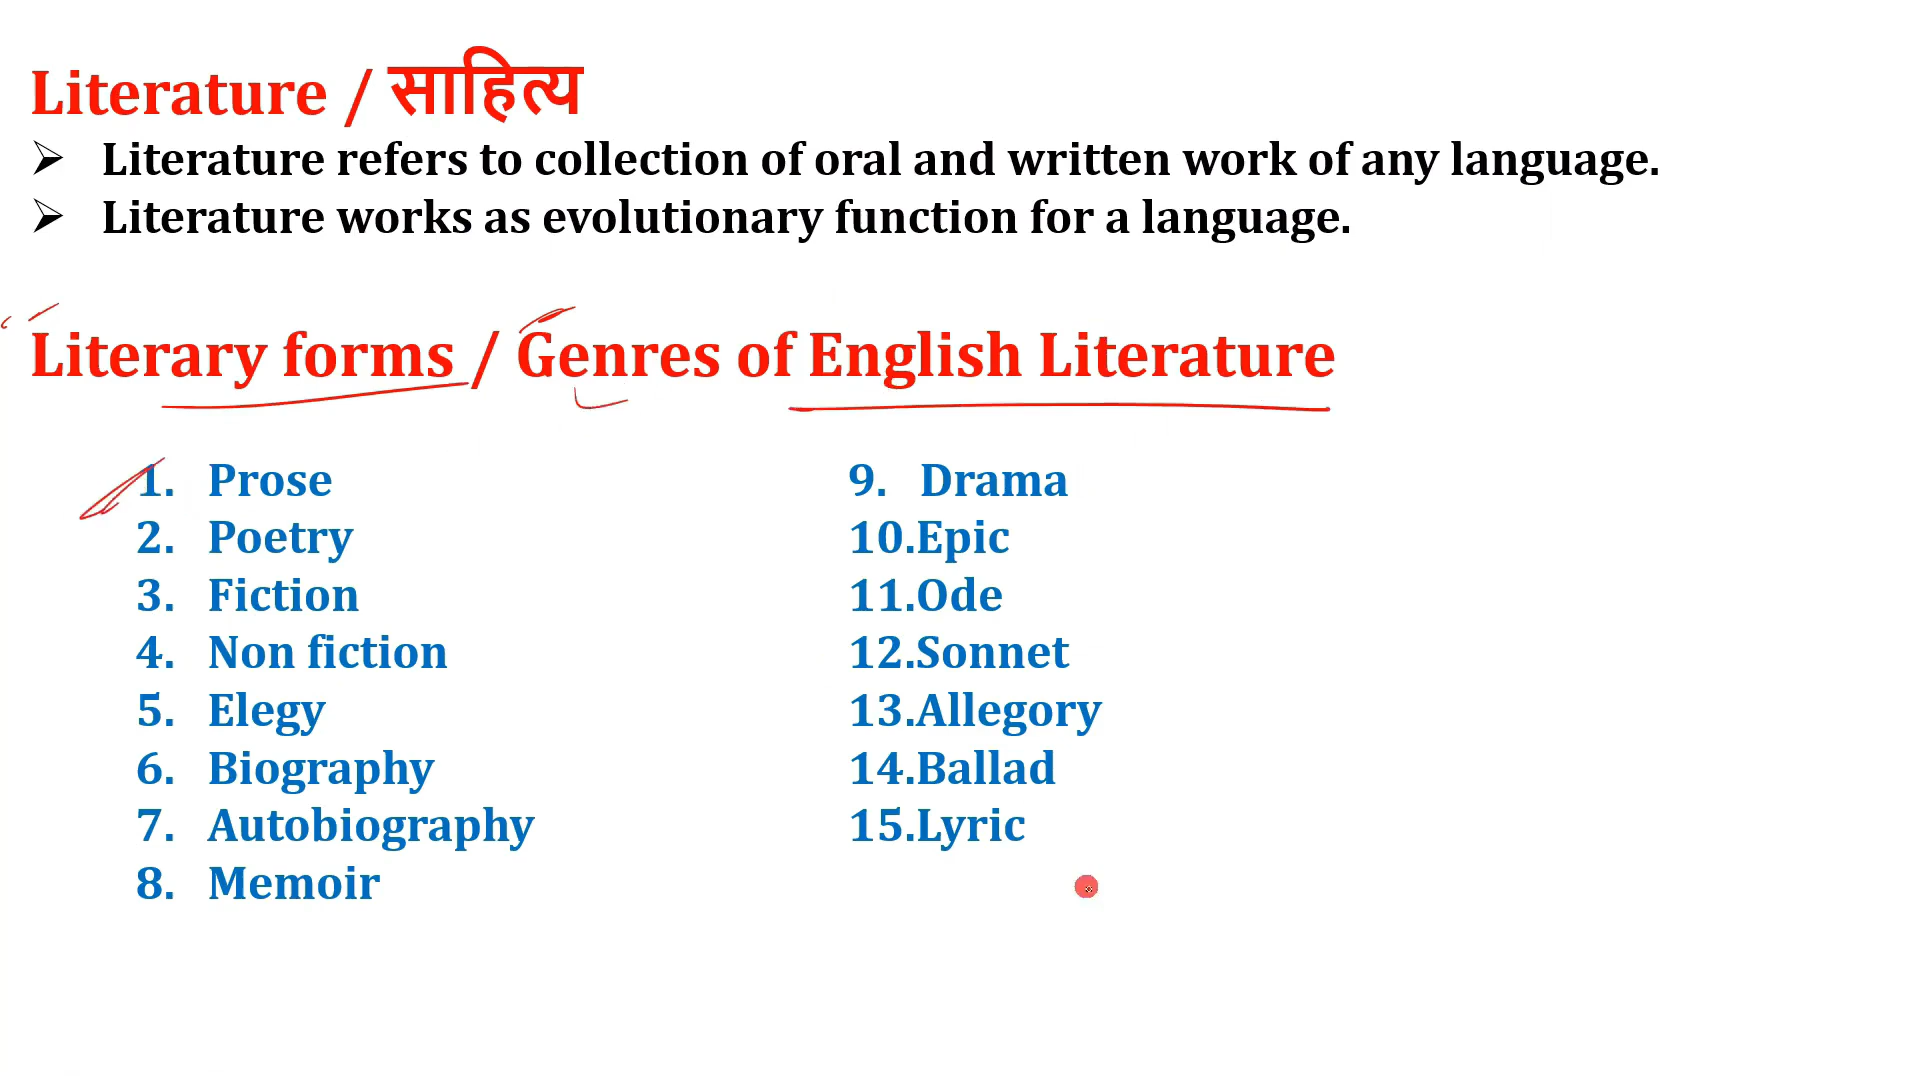 Literature / साहित्य
➢ Literature refers to collection of oral and written work of any language.
➢ Literature works as evolutionary function for a language.
Literary forms / Genres of English Literature
1. Prose
2. Poetry
3. Fiction
4. Non fiction
5. Elegy
6. Biography
7. Autobiography
8. Memoir
9. Drama
10.Epic
11.Ode
12.Sonnet
13.Allegory
14.Ballad
15.Lyric